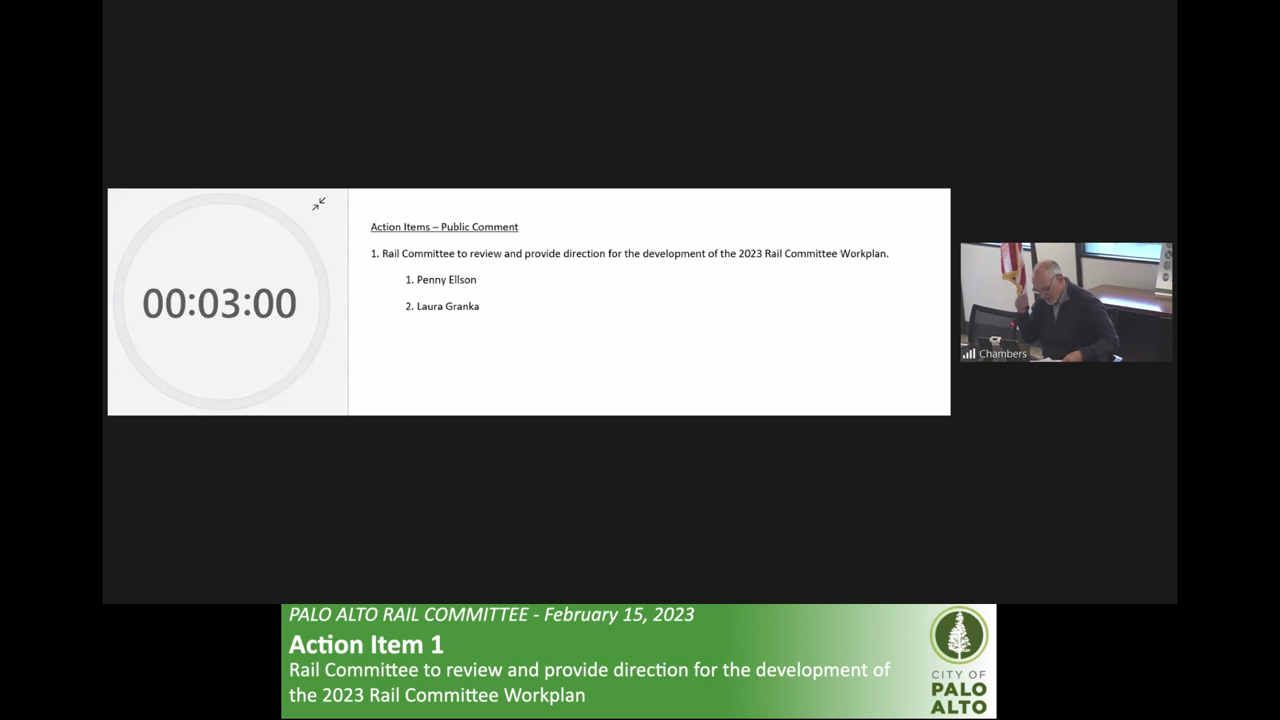 00:03:00
Action Items – Public Comment
1. Rail Committee to review and provide direction for the development of the 2023 Rail Committee Workplan.
1. Penny Ellson
2. Laura Granka
Chambers
PALO ALTO RAIL COMMITTEE - February 15, 2023
Action Item 1
Rail Committee to review and provide direction for the development of
the 2023 Rail Committee Workplan
CITY OF
PALO
ALTO